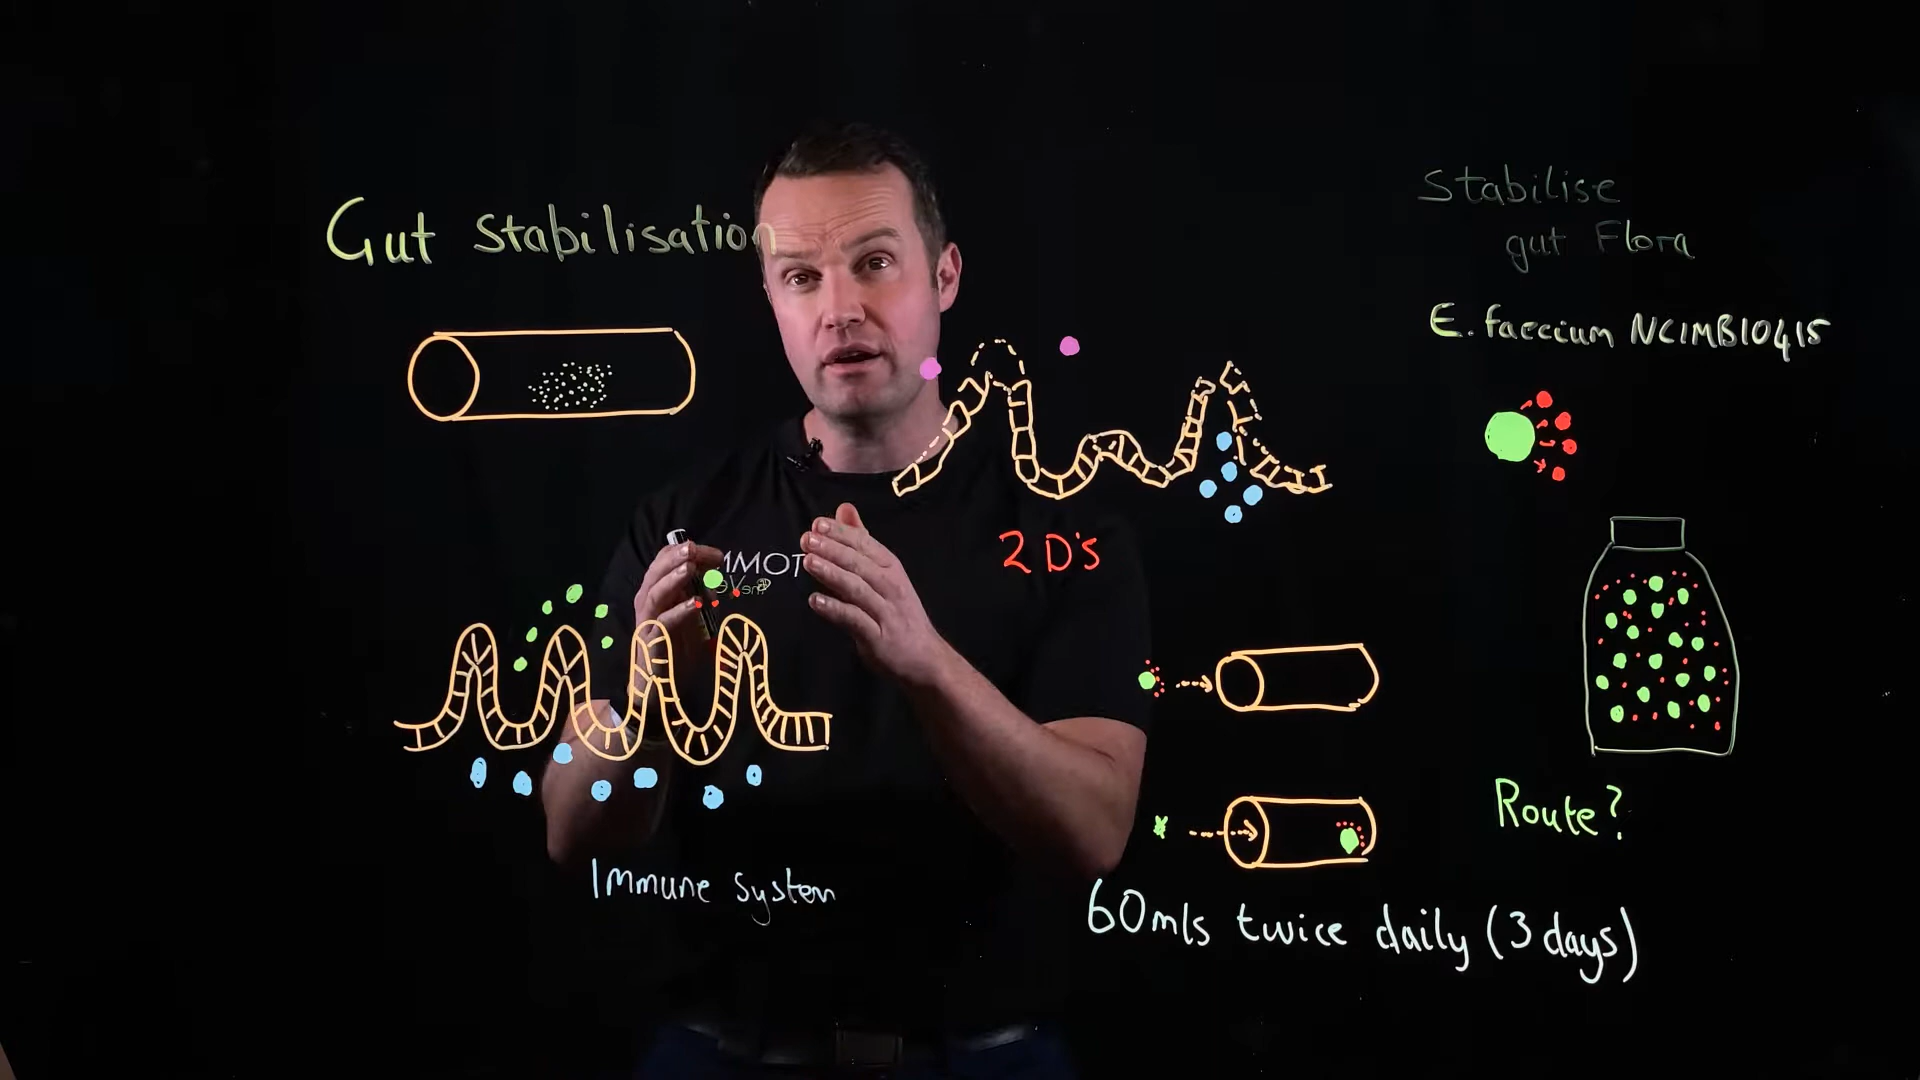 Gut Stabilisation
Stabilise
gut Flora
E. faecium NCIMB10415
2 D's
Route?
Immune system
60mls twice daily (3 days)